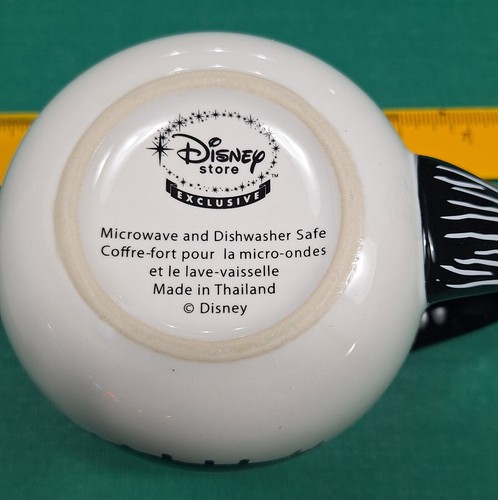 Disney
store
™
EXCLUSIVE
Microwave and Dishwasher Safe
Coffre-fort pour la micro-ondes
et le lave-vaisselle
Made in Thailand
© Disney